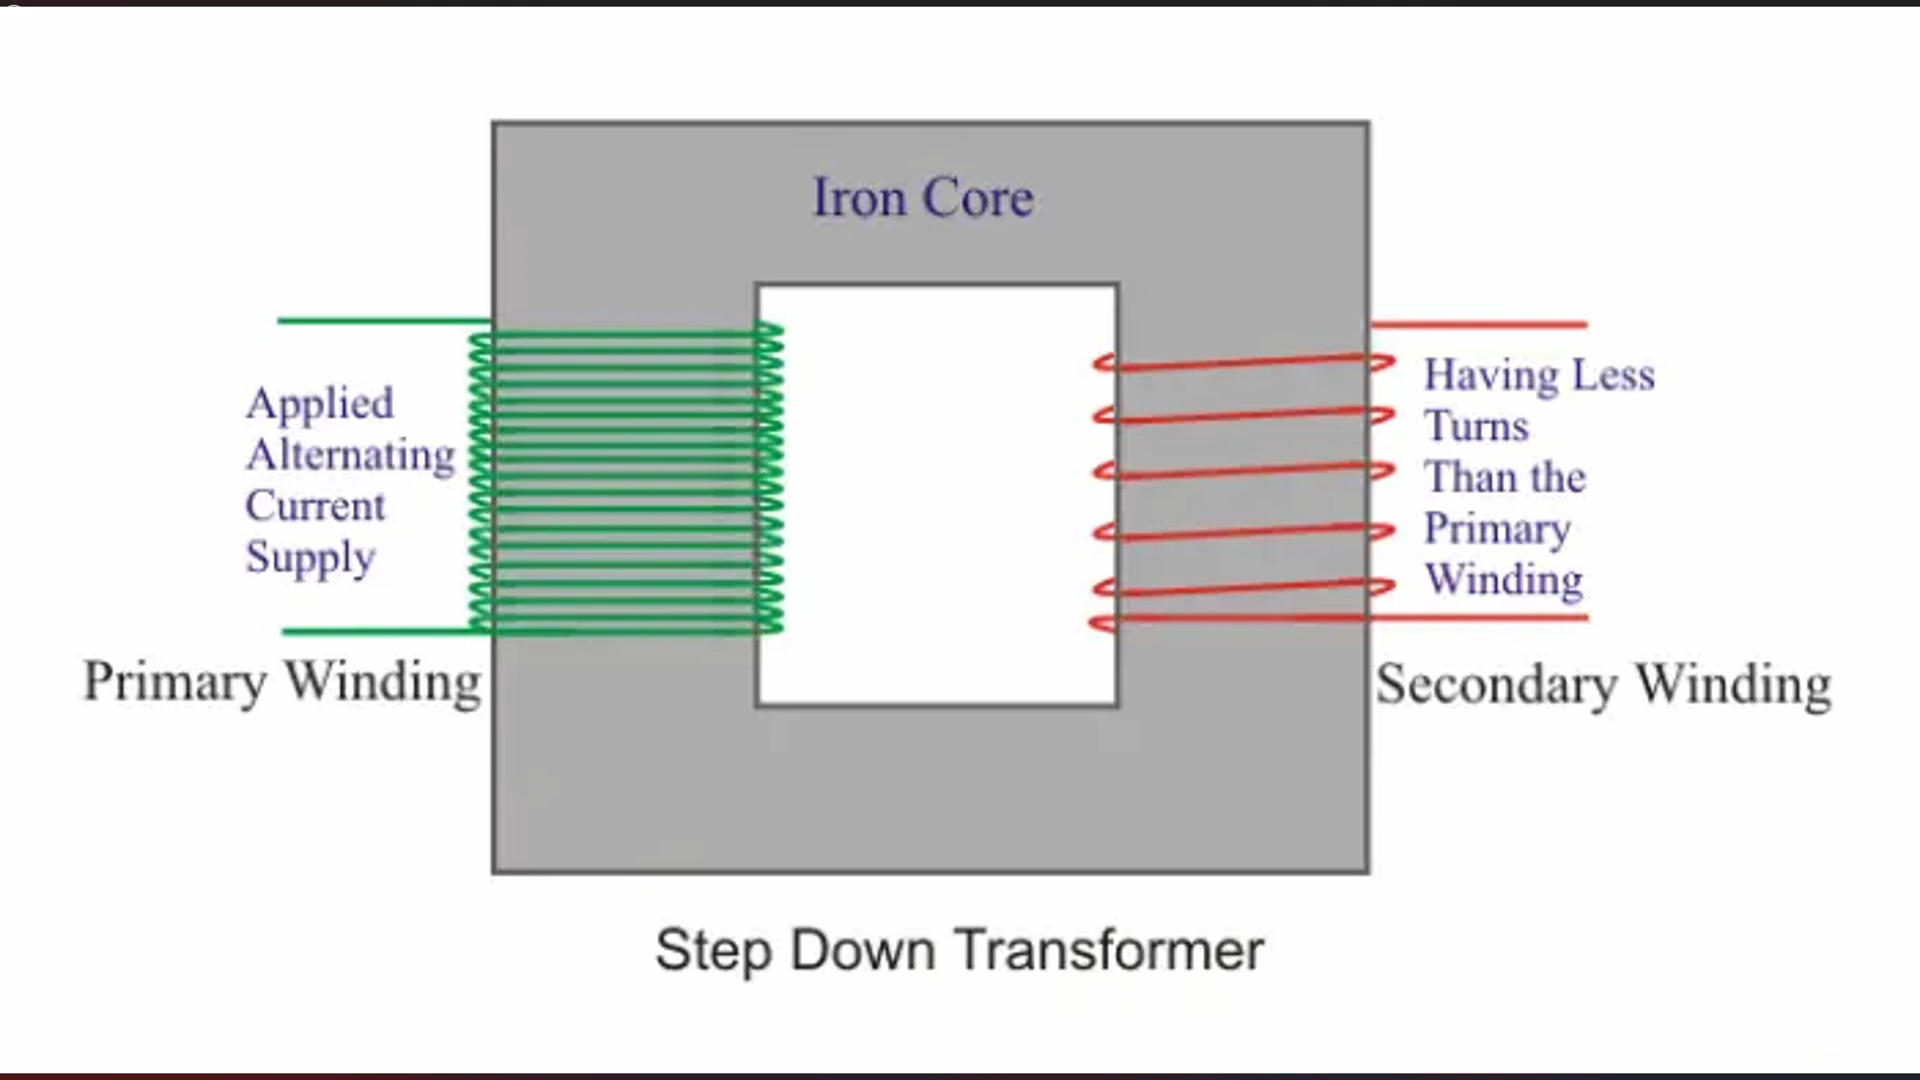 Iron Core
Applied
Alternating
Current
Supply
Primary Winding
Having Less
Turns
Than the
Primary
Winding
Secondary Winding
Step Down Transformer